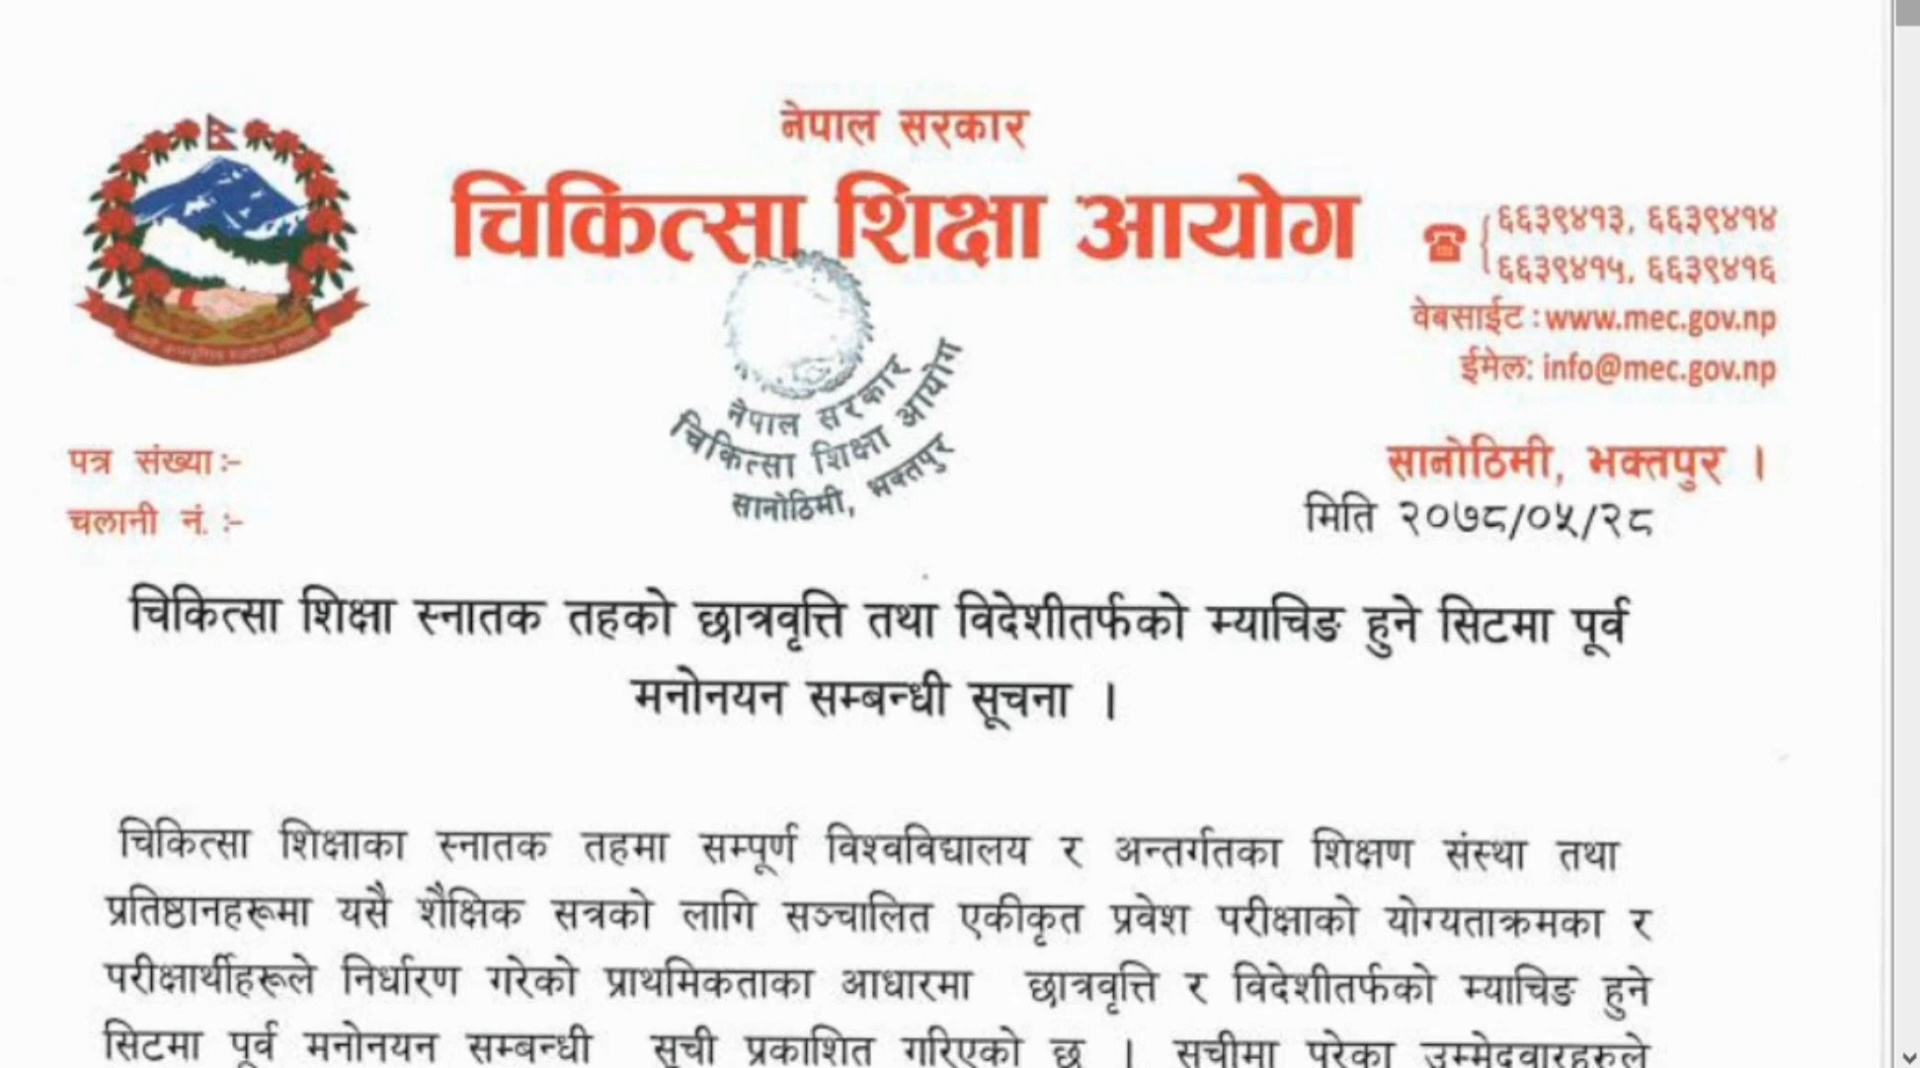 नेपाल सरकार
चिकित्सा शिक्षा आयोग
६६३९४१३, ६६३९४१४
६६३९४१५, ६६३९४१६
वेबसाईट : www.mec.gov.np
ईमेल: info@mec.gov.np
नेपाल सरकार
चिकित्सा शिक्षा आयोग
सानोठिमी, भक्तपुर
पत्र संख्या :-
चलानी नं. :-
सानोठिमी, भक्तपुर ।
मिति २०७८/०५/२८
चिकित्सा शिक्षा स्नातक तहको छात्रवृत्ति तथा विदेशीतर्फको म्याचिङ हुने सिटमा पूर्व
मनोनयन सम्बन्धी सूचना ।
चिकित्सा शिक्षाका स्नातक तहमा सम्पूर्ण विश्वविद्यालय र अन्तर्गतका शिक्षण संस्था तथा
प्रतिष्ठानहरूमा यसै शैक्षिक सत्रको लागि सञ्चालित एकीकृत प्रवेश परीक्षाको योग्यताक्रमका र
परीक्षार्थीहरूले निर्धारण गरेको प्राथमिकताका आधारमा छात्रवृत्ति र विदेशीतर्फको म्याचिङ हुने
सिटमा पूर्व मनोनयन सम्बन्धी सूची प्रकाशित गरिएको छ । सूचीमा परेका उम्मेदवारहरुले